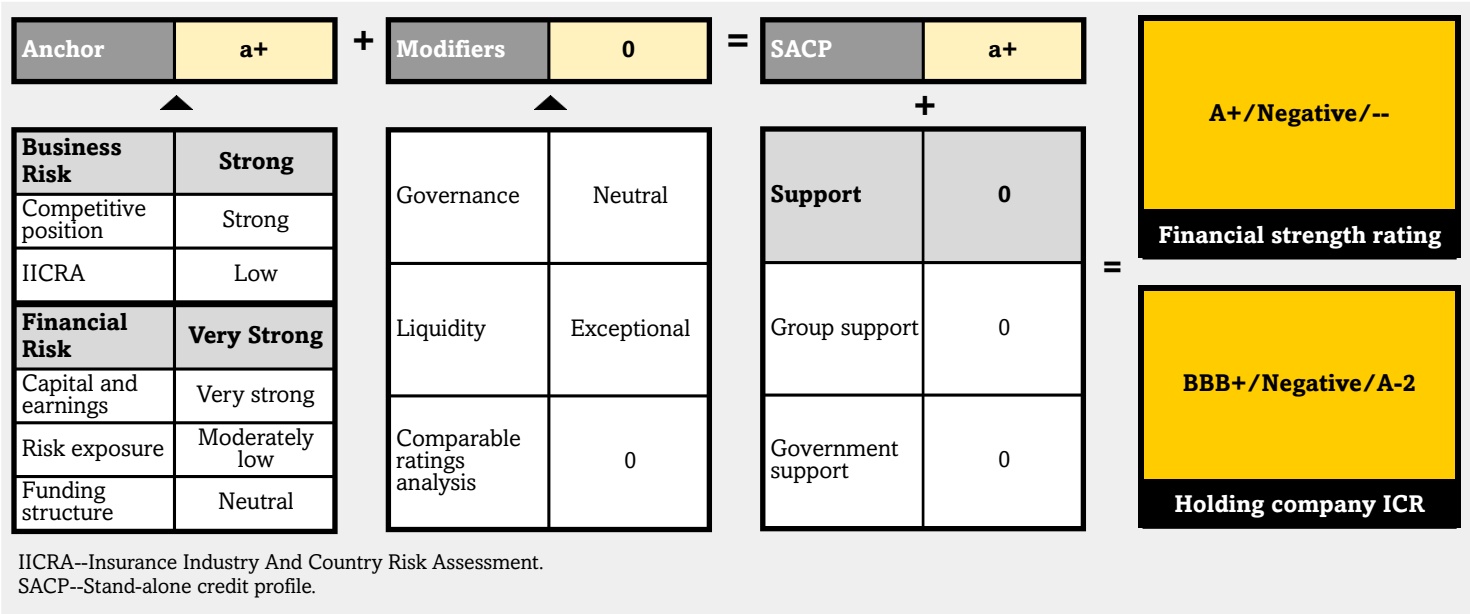 Anchor
a+
+
Modifiers
0
=
SACP
a+
Business
Risk
Strong
Competitive
position
Strong
IICRA
Low
Financial
Risk
Very Strong
Capital and
earnings
Very strong
Risk exposure
Moderately
low
Funding
structure
Neutral
Governance
Neutral
Liquidity
Exceptional
Comparable
ratings
analysis
0
+
Support
0
Group support
0
Government
support
0
=
A+/Negative/--
Financial strength rating
BBB+/Negative/A-2
Holding company ICR
IICRA--Insurance Industry And Country Risk Assessment.
SACP--Stand-alone credit profile.